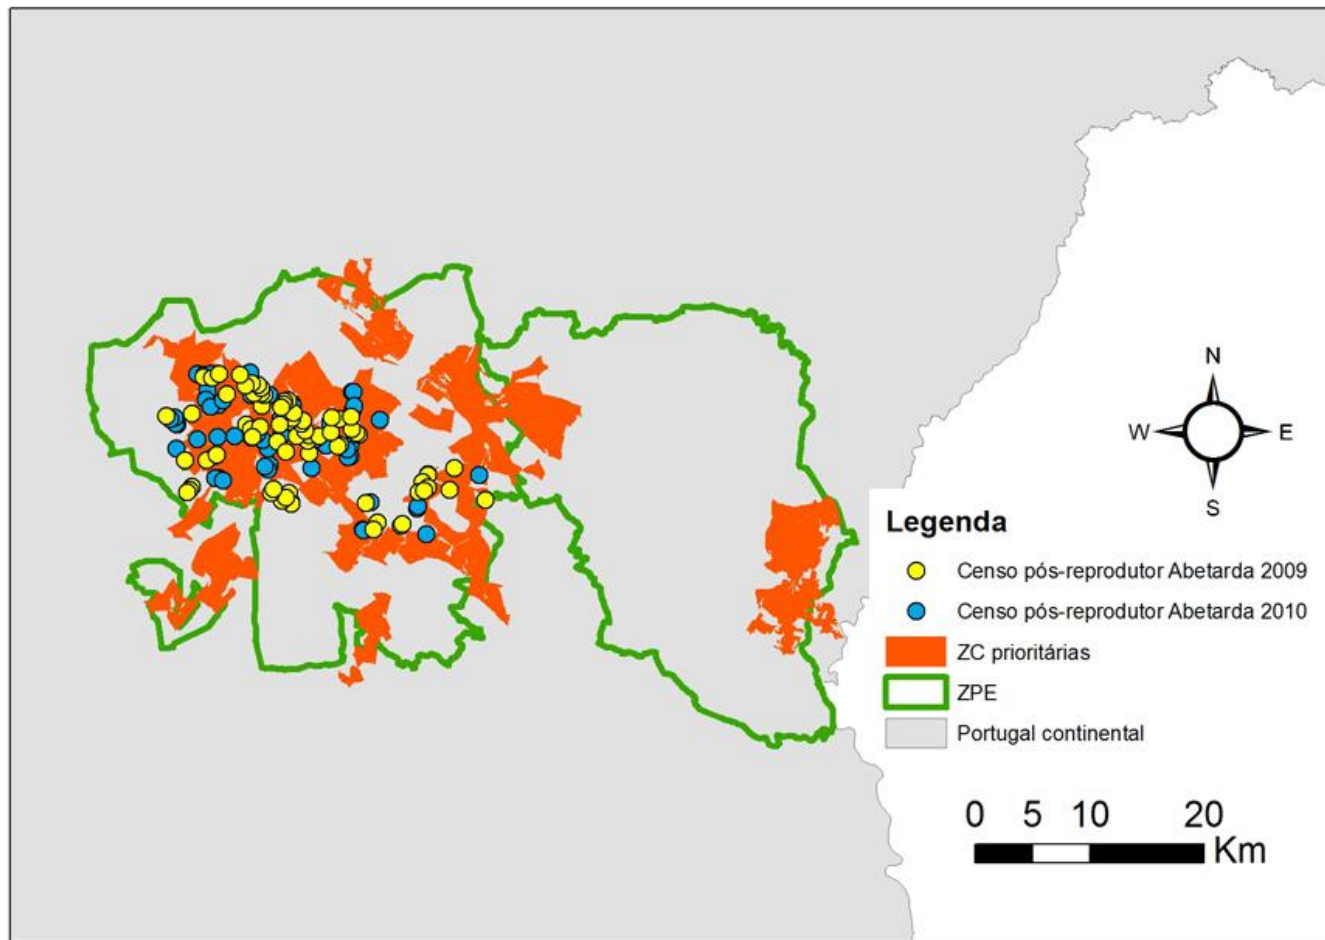 N
W E
S
Legenda
Censo pós-reprodutor Abetarda 2009
Censo pós-reprodutor Abetarda 2010
ZC prioritárias
ZPE
Portugal continental
0 5 10 20
Km